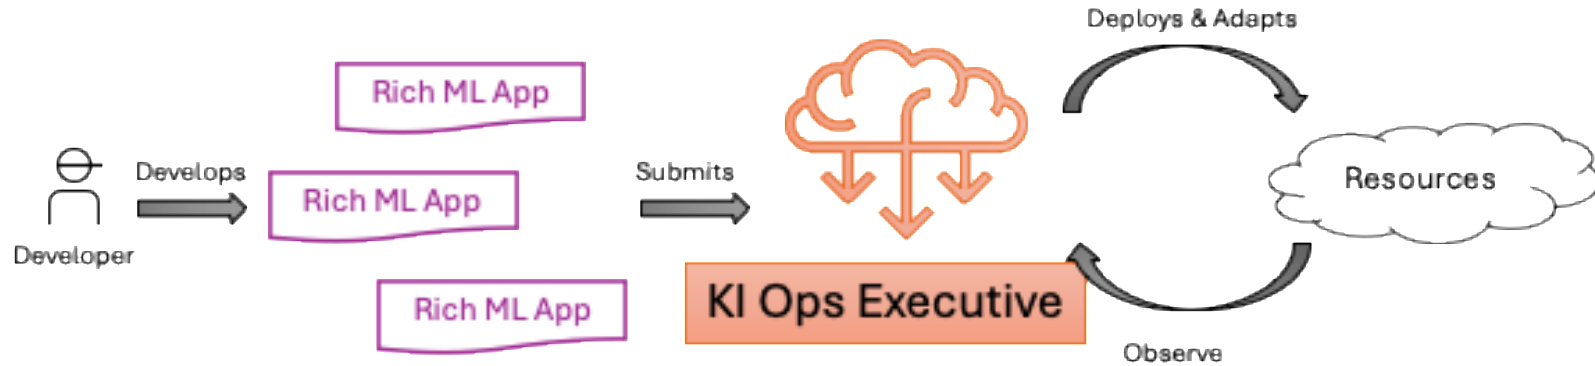 Deploys & Adapts
Rich ML App
Develops
Submits
Rich ML App
Resources
Developer
Rich ML App
KI Ops Executive
Observe